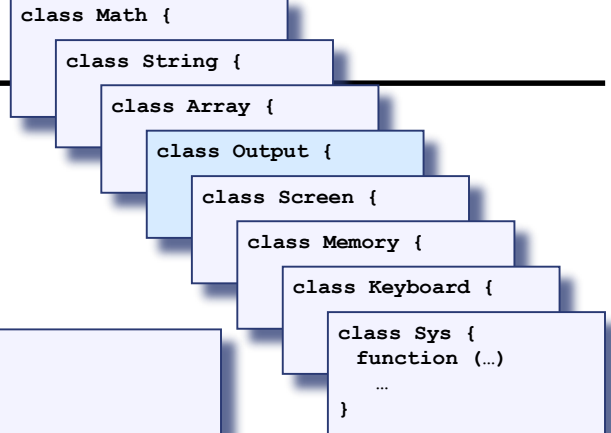 class Math {
class String {
class Array {
class Output {
class Screen {
class Memory {
class Keyboard {
class Sys {
function (…)
…
}